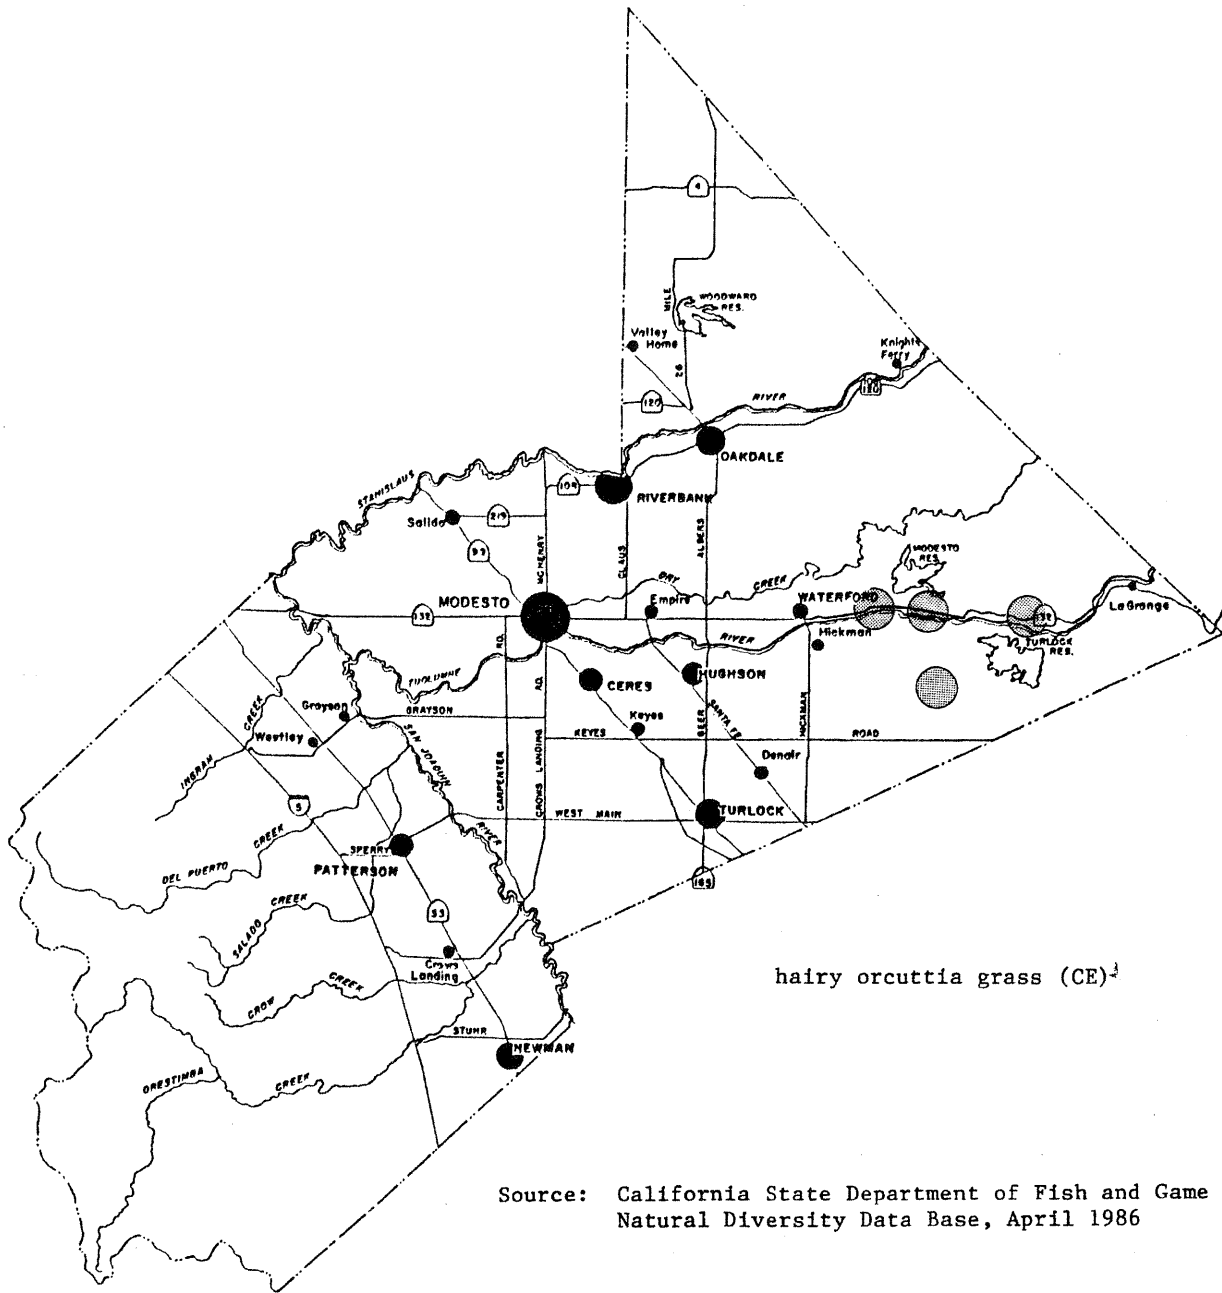 4
WOODWARD
RES.
MILE
26
Valley
Home
Knights
Ferry
108
120
120
RIVER
OAKDALE
STANISLAUS
108
RIVERBANK
Salida
219
99
McHENRY
CLAUS
ALBERS
MODESTO
RES.
DRY
CREEK
MODESTO
Empire
WATERFORD
132
132
LaGrange
Hickman
RIVER
TURLOCK
RES.
RD.
TUOLUMNE
CERES
HUGHSON
RD.
CREEK
Grayson
GRAYSON
SANTA FE
Keyes
GEER
HICKMAN
Westley
SAN JOAQUIN
KEYES
ROAD
INGRAM
Denair
CARPENTER
CROWS LANDING
5
WEST MAIN
TURLOCK
CREEK
RIVER
SPERRY
DEL PUERTO
PATTERSON
165
CREEK
33
SALADO
Crows
Landing
hairy orcuttia grass (CE)
CREEK
CROW
STUHR
NEWMAN
ORESTIMBA
CREEK
Source: California State Department of Fish and Game
Natural Diversity Data Base, April 1986